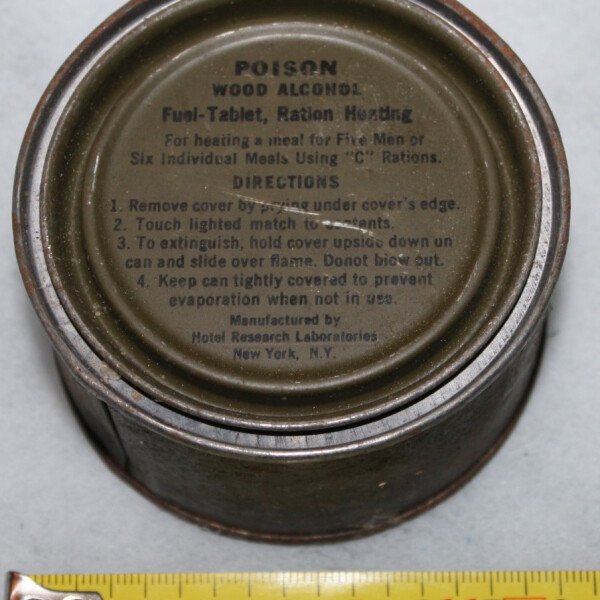 POISON
WOOD ALCOHOL
Fuel-Tablet, Ration Heating
For heating a meal for Five Men or
Six Individual Meals Using "C" Rations.
DIRECTIONS
1. Remove cover by prying under cover's edge.
2. Touch lighted match to contents.
3. To extinguish, hold cover upside down on
can and slide over flame. Donot blow out.
4. Keep can tightly covered to prevent
evaporation when not in use.
Manufactured by
Hotel Research Laboratories
New York, N.Y.